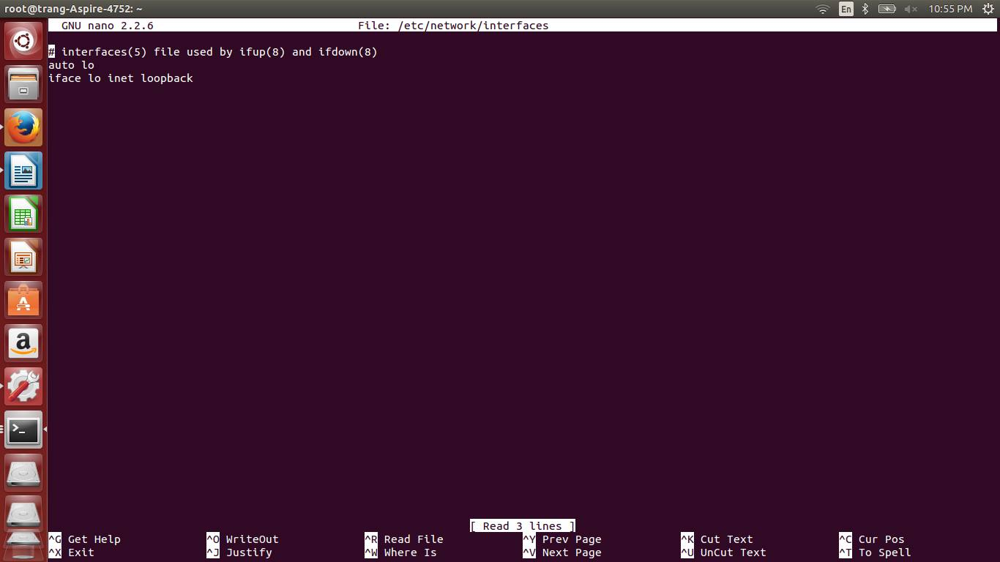 root@trang-Aspire-4752: ~
En
10:55 PM
GNU nano 2.2.6 File: /etc/network/interfaces
# interfaces(5) file used by ifup(8) and ifdown(8)
auto lo
iface lo inet loopback
[ Read 3 lines ]
^G Get Help ^O WriteOut ^R Read File ^Y Prev Page ^K Cut Text ^C Cur Pos
^X Exit ^J Justify ^W Where Is ^V Next Page ^U UnCut Text ^T To Spell